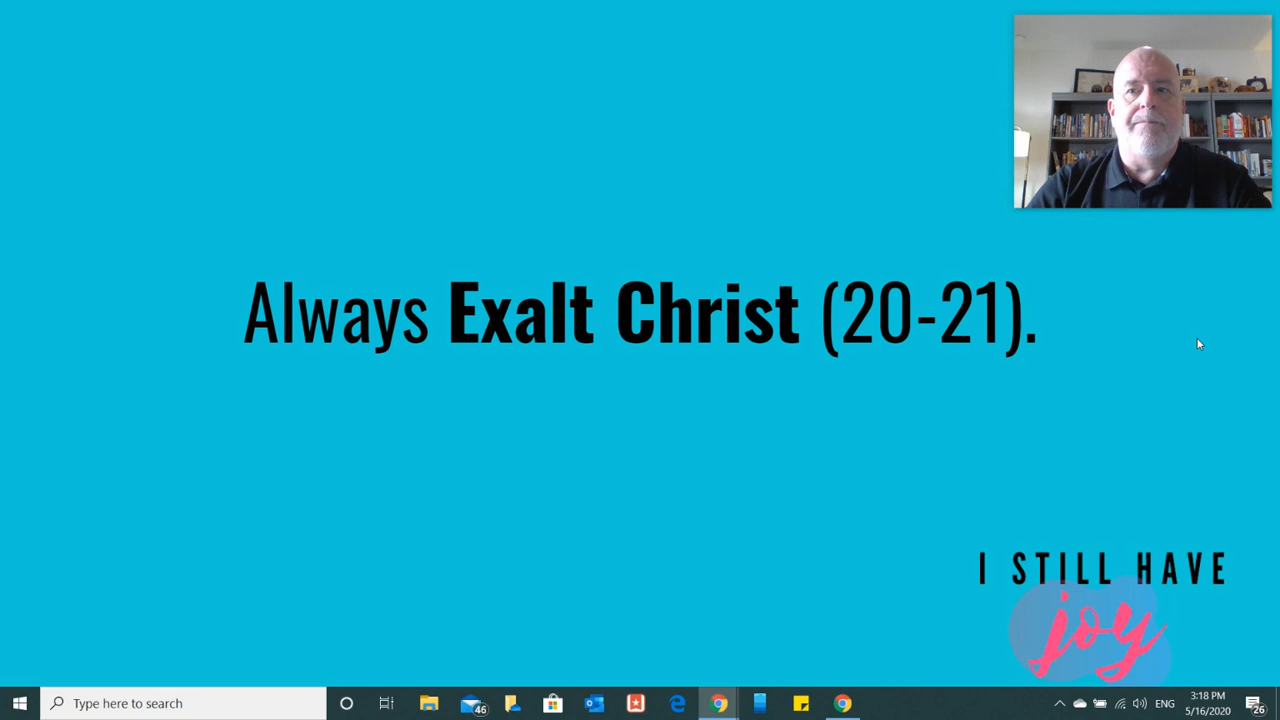 Always Exalt Christ (20-21).
I STILL HAVE
joy
Type here to search
46
ENG
3:18 PM
5/16/2020
26